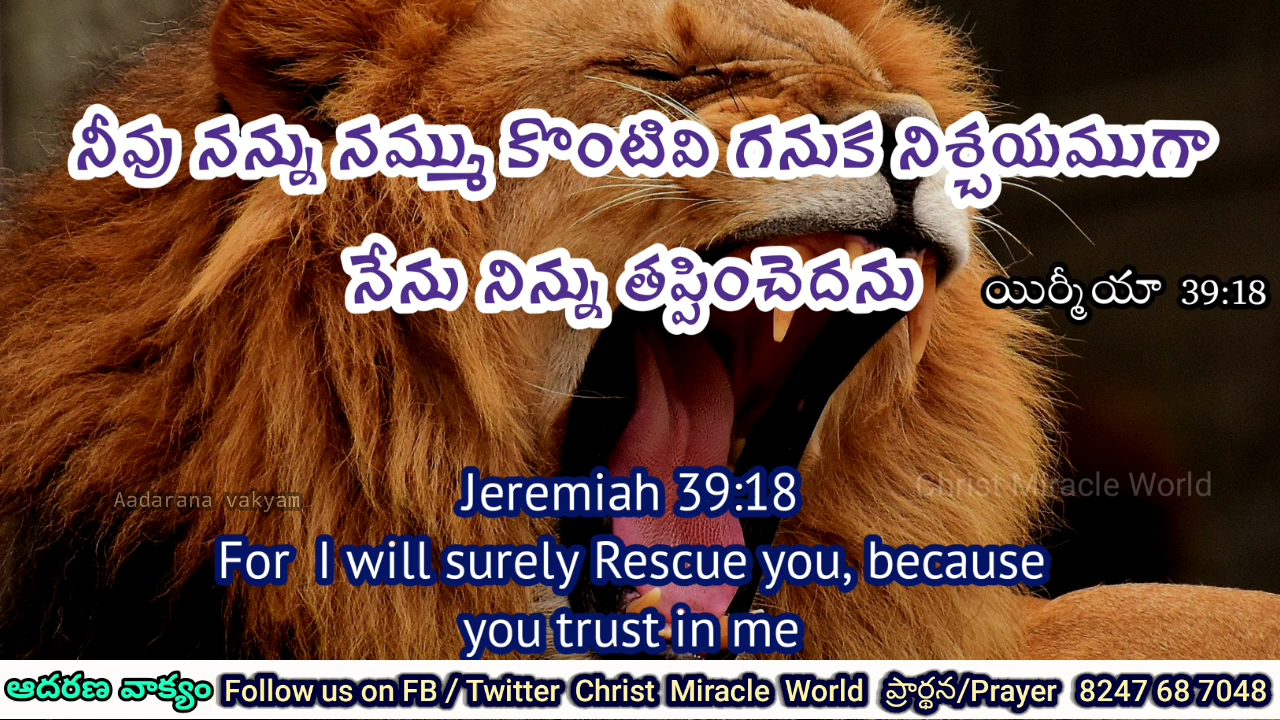 నీవు నన్ను నమ్ము కొంటివి గనుక నిశ్చయముగా
నేను నిన్ను తప్పించెదను
యిర్మీయా 39:18
Jeremiah 39:18
Aadarana vakyam
Christ Miracle World
For I will surely Rescue you, because
you trust in me
ఆదరణ వాక్యం Follow us on FB / Twitter Christ Miracle World ప్రార్థన/Prayer 8247 68 7048